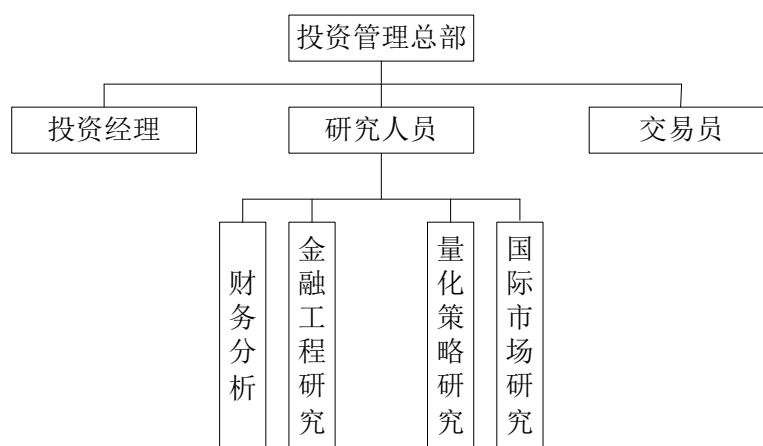 投资管理总部
投资经理
研究人员
交易员
财务分析
金融工程研究
量化策略研究
国际市场研究